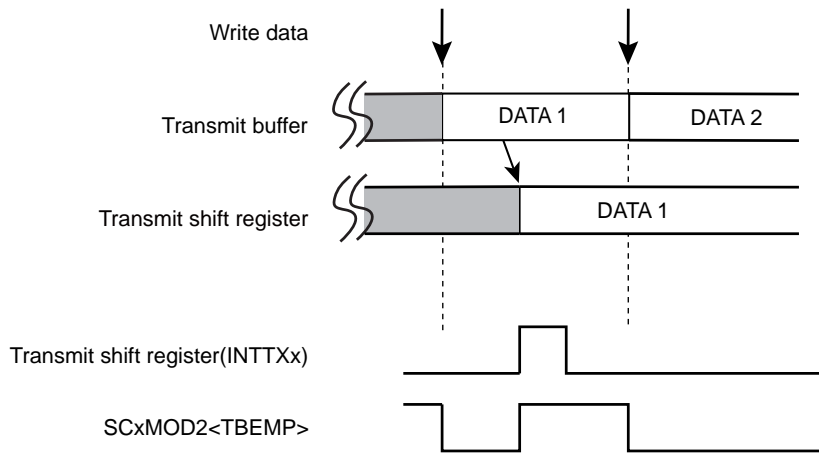 Write data
Transmit buffer
DATA 1
DATA 2
Transmit shift register
DATA 1
Transmit shift register(INTTXx)
SCxMOD2<TBEMP>